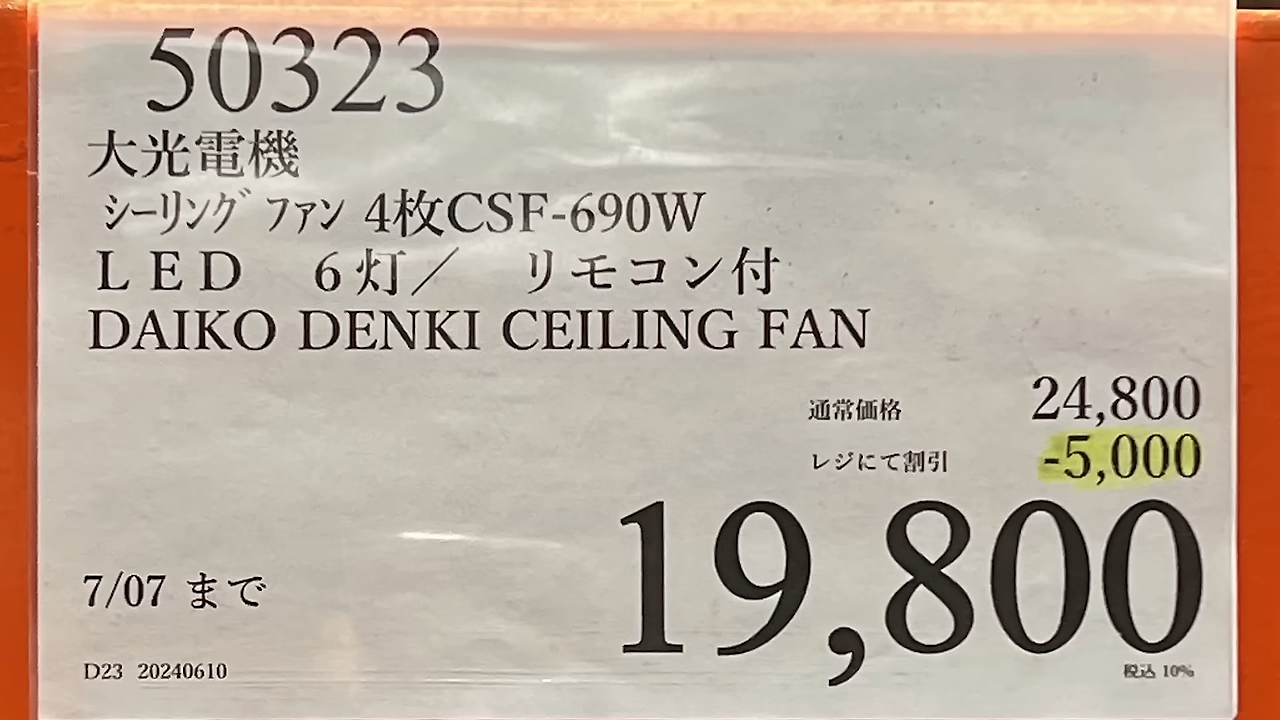 50323
大光電機
ｼｰﾘﾝｸﾞ ﾌｧﾝ 4枚CSF-690W
ＬＥＤ　６灯／　リモコン付
DAIKO DENKI CEILING FAN
通常価格 24,800
レジにて割引 -5,000
19,800
7/07 まで
D23 20240610
税込 10%